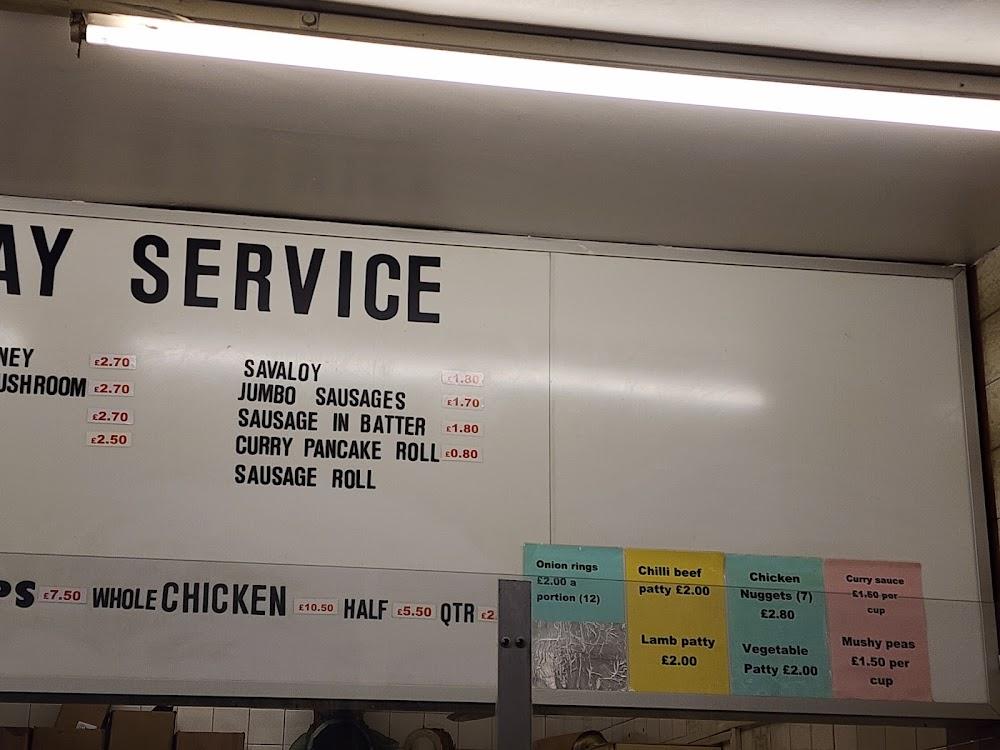 AY SERVICE
NEY £2.70
USHROOM £2.70
£2.70
£2.50
SAVALOY £1.80
JUMBO SAUSAGES £1.70
SAUSAGE IN BATTER £1.80
CURRY PANCAKE ROLL £0.80
SAUSAGE ROLL
PS £7.50 WHOLE CHICKEN £10.50 HALF £5.50 QTR £2
Onion rings
£2.00 a
portion (12)
Chilli beef
patty £2.00
Lamb patty
£2.00
Chicken
Nuggets (7)
£2.80
Vegetable
Patty £2.00
Curry sauce
£1.60 per
cup
Mushy peas
£1.50 per
cup